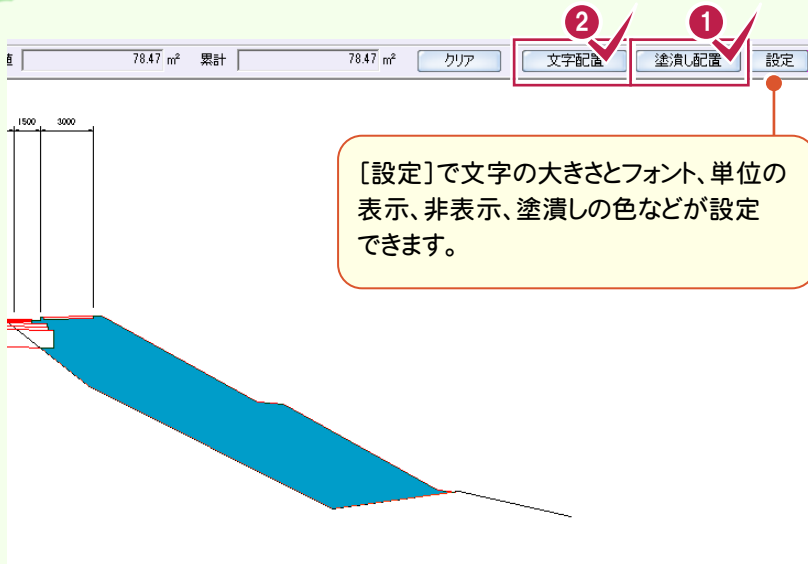 2 1
78.47 m² 累計 78.47 m² クリア 文字配置 塗潰し配置 設定
1500 3000
[設定]で文字の大きさとフォント、単位の
表示、非表示、塗潰しの色などが設定
できます。